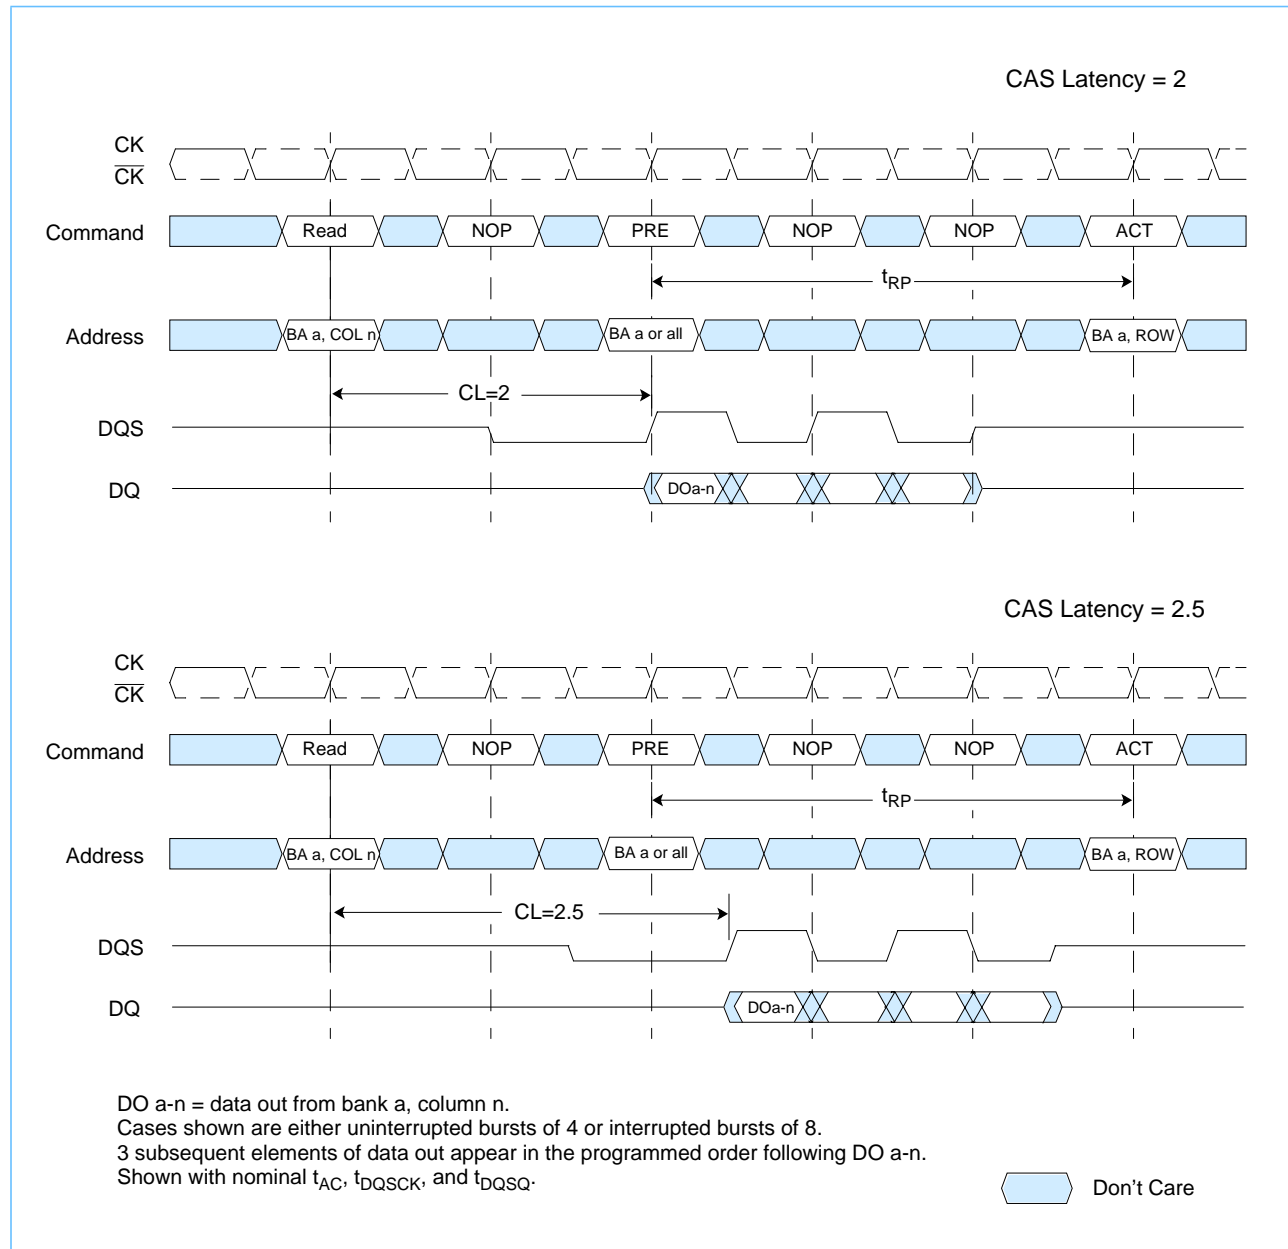 CAS Latency = 2
CK
CK
Command Read NOP PRE NOP NOP ACT
tRP
Address BA a, COL n BA a or all BA a, ROW
CL=2
DQS
DQ DOa-n
CAS Latency = 2.5
CK
CK
Command Read NOP PRE NOP NOP ACT
tRP
Address BA a, COL n BA a or all BA a, ROW
CL=2.5
DQS
DQ DOa-n
DO a-n = data out from bank a, column n.
Cases shown are either uninterrupted bursts of 4 or interrupted bursts of 8.
3 subsequent elements of data out appear in the programmed order following DO a-n.
Shown with nominal tAC, tDQSCK, and tDQSQ.
Don't Care